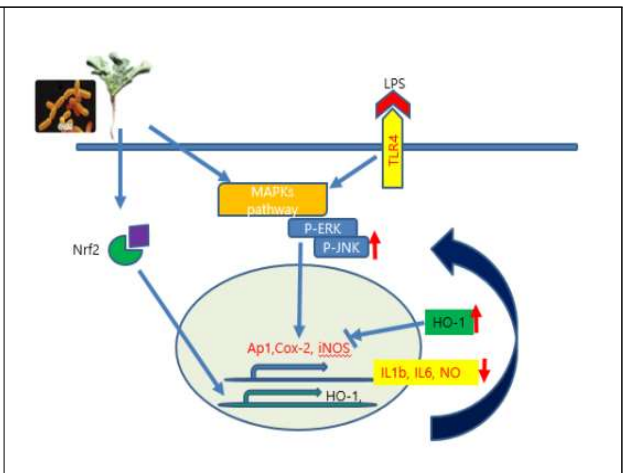 LPS
TLR4
MAPKs
pathway
P-ERK
P-JNK
Nrf2
HO-1
Ap1,Cox-2, iNOS
IL1b, IL6, NO
HO-1,